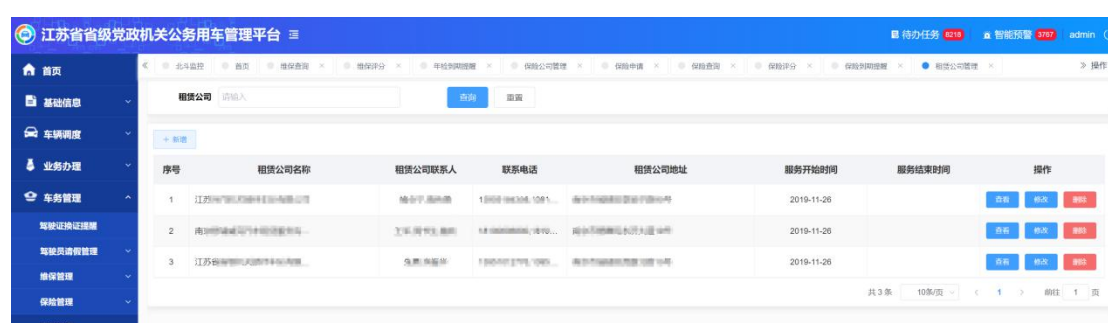 江苏省省级党政机关公务用车管理平台
待办任务 8218 智能预警 3787 admin
首页
北斗监控 首页 维保查询 维保评分 年检到期提醒 保险公司管理 保险申请 保险评分 保险查询 保险评分 保险到期提醒 租赁公司管理 操作
基础信息
车辆调度
业务办理
车务管理
驾驶证换证提醒
驾驶员请假管理
维保管理
保险管理
租赁公司 请输入 查询 重置
+ 新增
序号 租赁公司名称 租赁公司联系人 联系电话 租赁公司地址 服务开始时间 服务结束时间 操作
1 江苏 2019-11-26 查看 修改 删除
2 南 2019-11-26 查看 修改 删除
3 江苏 2019-11-26 查看 修改 删除
共 3 条 10条/页 1 前往 1 页